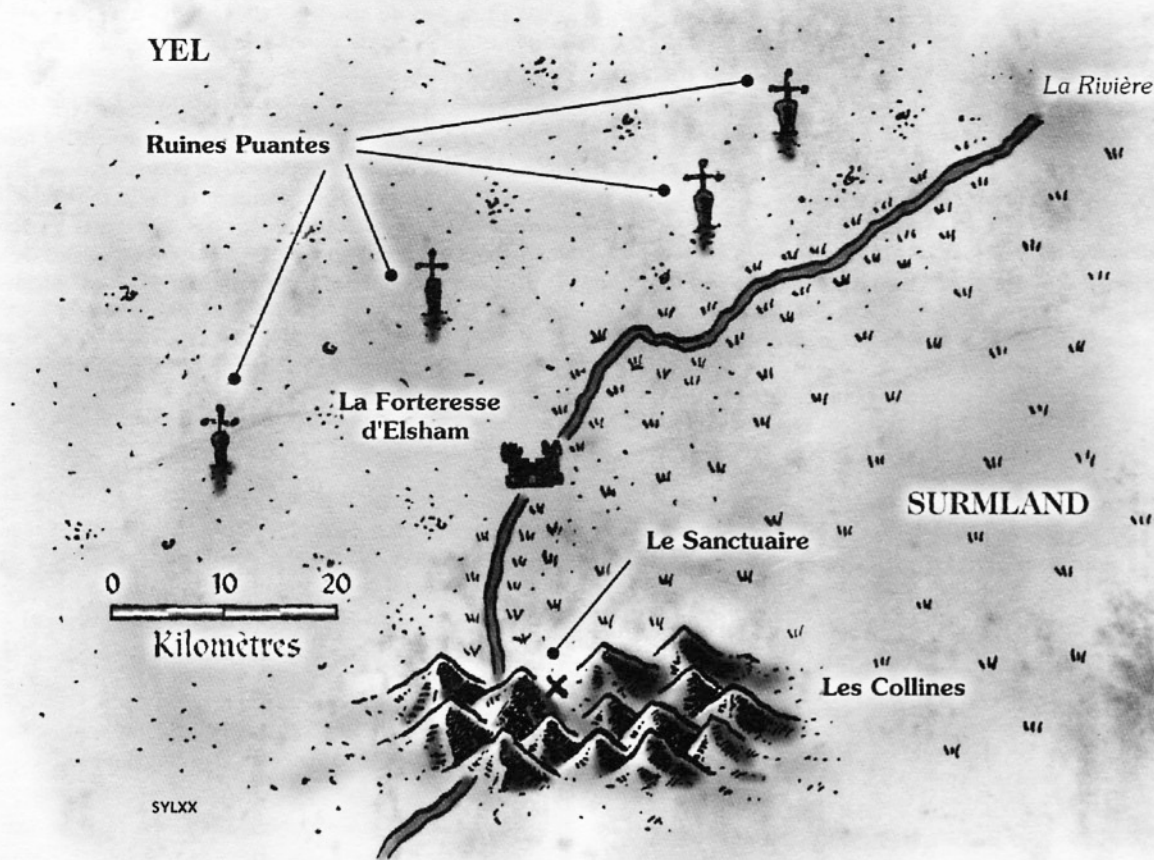 YEL
La Rivière
Ruines Puantes
La Forteresse
d'Elsham
SURMLAND
Le Sanctuaire
0 10 20
Kilomètres
Les Collines
SYLXX